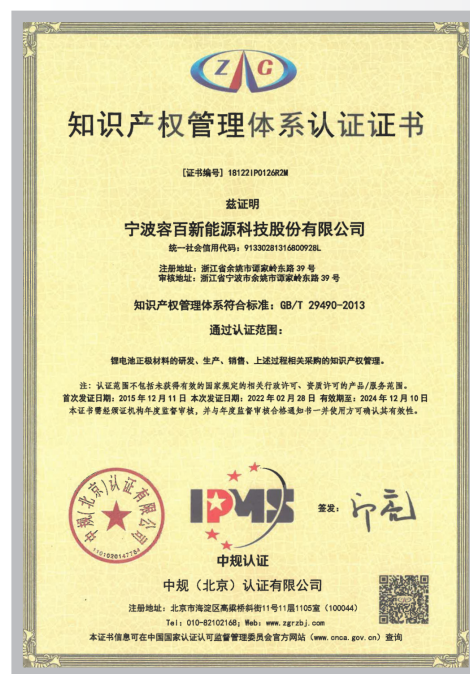 ZG
知识产权管理体系认证证书
[证书编号] 18122IP0126R2M
兹证明
宁波容百新能源科技股份有限公司
统一社会信用代码：91330281316800928L
注册地址：浙江省余姚市谭家岭东路 39 号
审核地址：浙江省宁波市余姚市谭家岭东路 39 号
知识产权管理体系符合标准：GB/T 29490-2013
通过认证范围：
锂电池正极材料的研发、生产、销售、上述过程相关采购的知识产权管理。
注：认证范围不包括未获得有效的国家规定的相关行政许可、资质许可的产品/服务范围。
首次发证日期：2015 年 12 月 11 日 本次发证日期：2022 年 02 月 28 日 有效期至：2024 年 12 月 10 日
本证书需经颁证机构年度监督审核，并与年度监督审核合格通知书一并使用方可确认其有效性。
中规(北京)认证有限公司
1101020147784
IPMS
签发：
中规认证
中规（北京）认证有限公司
注册地址：北京市海淀区高梁桥斜街11号11层1105室（100044）
Tel：010-82102168；Web：www.zgrzbj.com
本证书信息可在中国国家认证认可监督管理委员会官方网站（www.cnca.gov.cn）查询